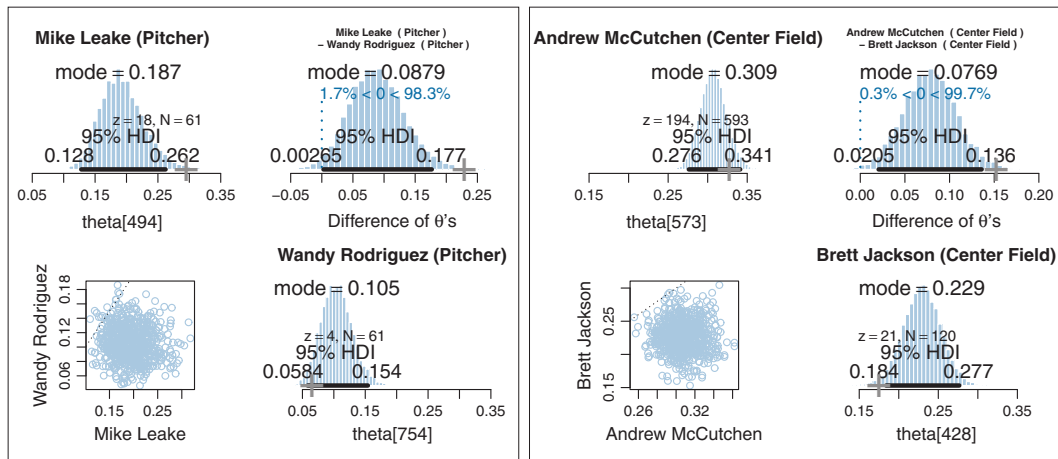 Mike Leake (Pitcher)
mode = 0.187
z = 18, N = 61
95% HDI
0.128 0.262
0.05 0.15 0.25 0.35
theta[494]
Mike Leake ( Pitcher )
– Wandy Rodriguez ( Pitcher )
mode = 0.0879
1.7% < 0 < 98.3%
95% HDI
0.00265 0.177
−0.05 0.05 0.15 0.25
Difference of θ's
Wandy Rodriguez
0.06 0.12 0.18
0.15 0.25
Mike Leake
Wandy Rodriguez (Pitcher)
mode = 0.105
z = 4, N = 61
95% HDI
0.0584 0.154
0.05 0.15 0.25 0.35
theta[754]
Andrew McCutchen (Center Field)
mode = 0.309
z = 194, N = 593
95% HDI
0.276 0.341
0.15 0.25 0.35
theta[573]
Andrew McCutchen ( Center Field )
– Brett Jackson ( Center Field )
mode = 0.0769
0.3% < 0 < 99.7%
95% HDI
0.0205 0.136
0.00 0.05 0.10 0.15 0.20
Difference of θ's
Brett Jackson
0.15 0.25
0.26 0.32
Andrew McCutchen
Brett Jackson (Center Field)
mode = 0.229
z = 21, N = 120
95% HDI
0.184 0.277
0.15 0.25 0.35
theta[428]